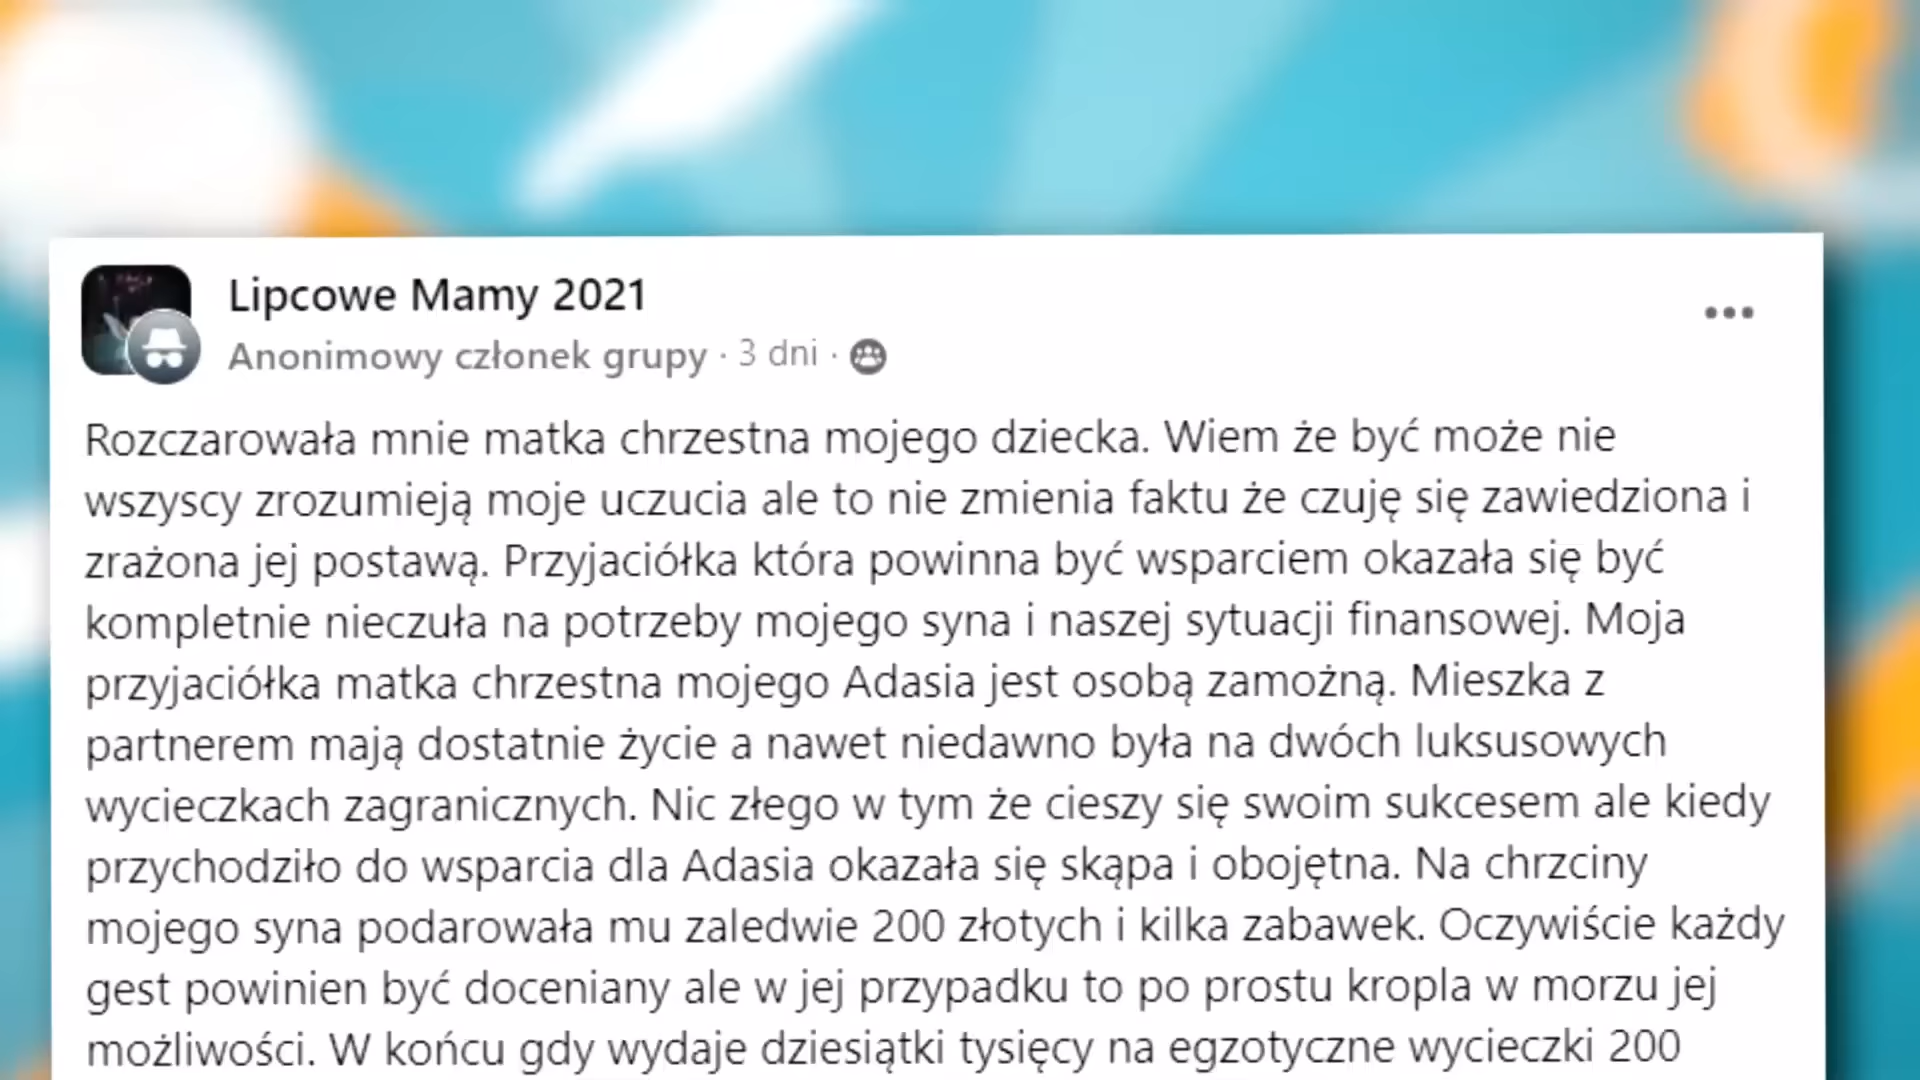 Lipcowe Mamy 2021
Anonimowy członek grupy · 3 dni ·
Rozczarowała mnie matka chrzestna mojego dziecka. Wiem że być może nie
wszyscy zrozumieją moje uczucia ale to nie zmienia faktu że czuję się zawiedziona i
zrażona jej postawą. Przyjaciółka która powinna być wsparciem okazała się być
kompletnie nieczuła na potrzeby mojego syna i naszej sytuacji finansowej. Moja
przyjaciółka matka chrzestna mojego Adasia jest osobą zamożną. Mieszka z
partnerem mają dostatnie życie a nawet niedawno była na dwóch luksusowych
wycieczkach zagranicznych. Nic złego w tym że cieszy się swoim sukcesem ale kiedy
przychodziło do wsparcia dla Adasia okazała się skąpa i obojętna. Na chrzciny
mojego syna podarowała mu zaledwie 200 złotych i kilka zabawek. Oczywiście każdy
gest powinien być doceniany ale w jej przypadku to po prostu kropla w morzu jej
możliwości. W końcu gdy wydaje dziesiątki tysięcy na egzotyczne wycieczki 200